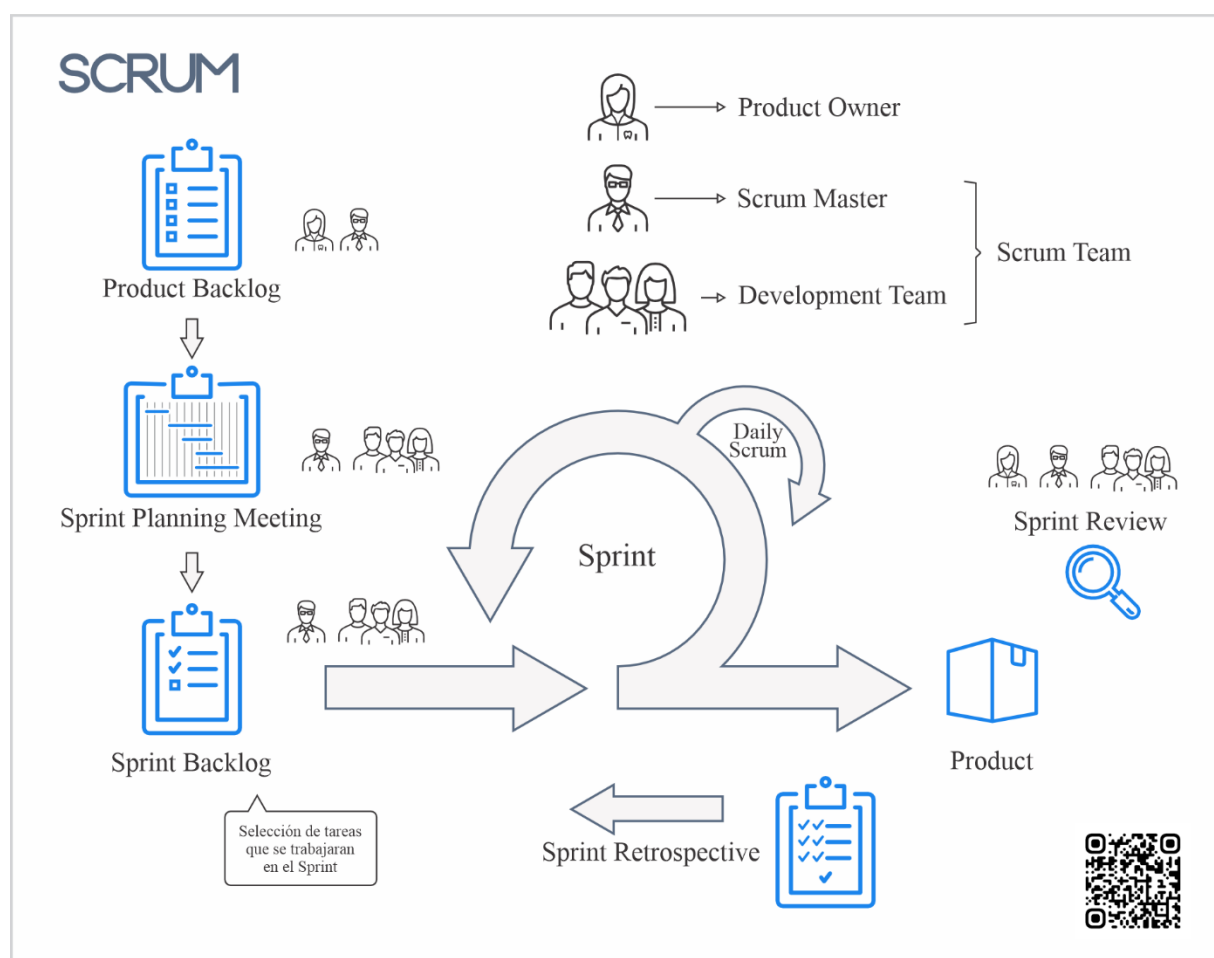 SCRUM
Product Owner
Scrum Master
Scrum Team
Development Team
Product Backlog
Sprint Planning Meeting
Daily
Scrum
Sprint
Sprint Review
Sprint Backlog
Product
Selección de tareas
que se trabajaran
en el Sprint
Sprint Retrospective